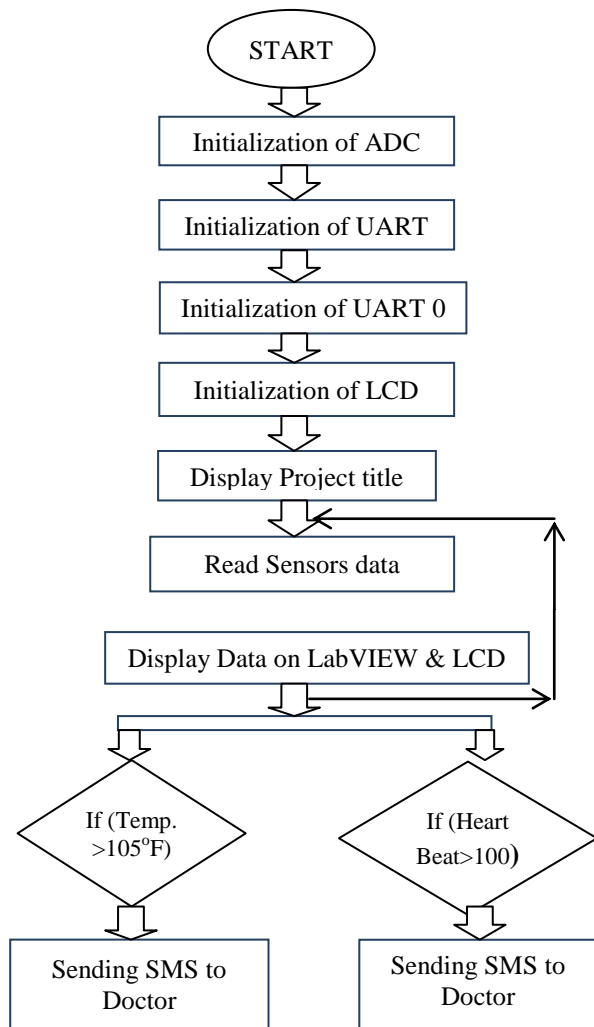 START
Initialization of ADC
Initialization of UART
Initialization of UART 0
Initialization of LCD
Display Project title
Read Sensors data
Display Data on LabVIEW & LCD
If (Temp.
>105°F)
If (Heart
Beat>100)
Sending SMS to
Doctor
Sending SMS to
Doctor